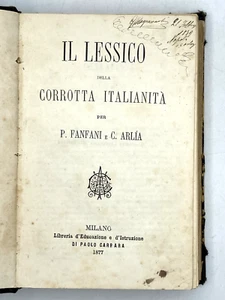 IL LESSICO
DELLA
CORROTTA ITALIANITÀ
PER
P. FANFANI E C. ARLÍA
MILANO
Libreria d'Educazione e d'Istruzione
DI PAOLO CARRARA
1877